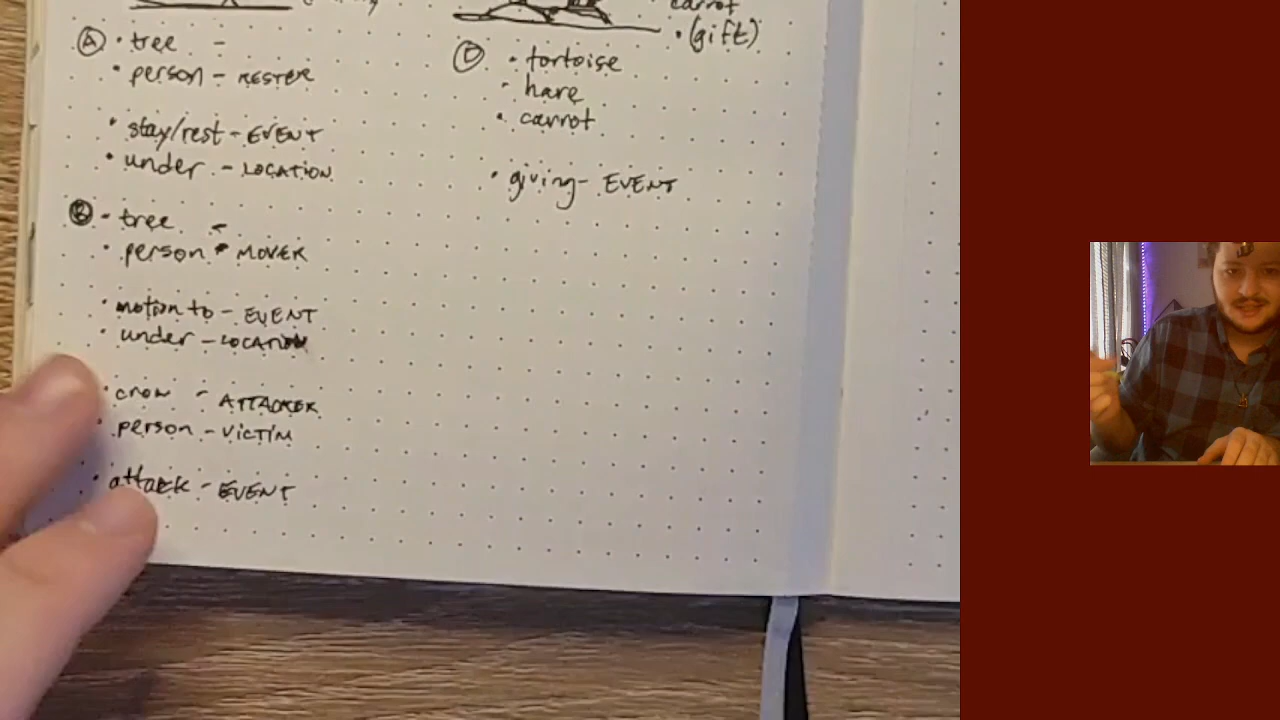 carrot
• (gift)
Ⓐ • tree -
• person - RESTER
• stay/rest - EVENT
• under - LOCATION
Ⓑ • tree -
• person - MOVER
• motion to - EVENT
• under - LOCATION
• crow - ATTACKER
• person - VICTIM
• attack - EVENT
Ⓓ • tortoise
• hare
• carrot
• giving - EVENT